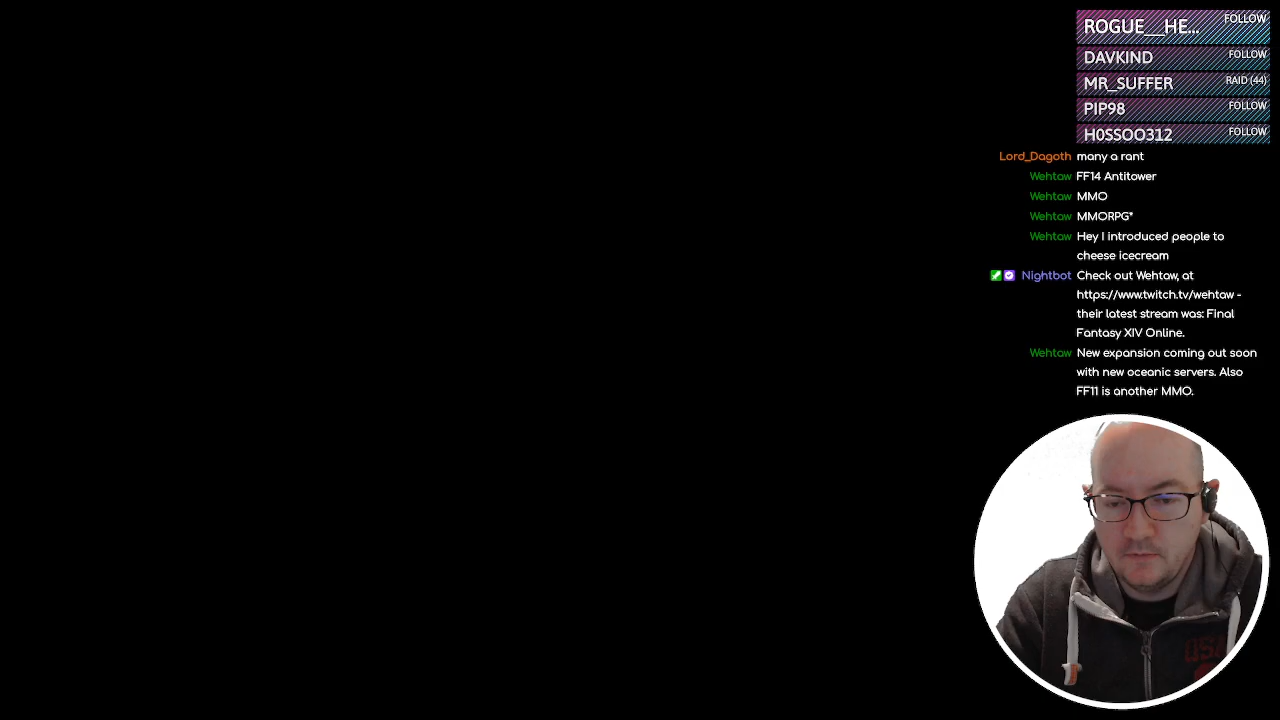 ROGUE__HE... FOLLOW
DAVKIND FOLLOW
MR_SUFFER RAID (44)
PIP98 FOLLOW
H0SSOO312 FOLLOW
Lord_Dagoth many a rant
Wehtaw FF14 Antitower
Wehtaw MMO
Wehtaw MMORPG*
Wehtaw Hey I introduced people to
cheese icecream
Nightbot Check out Wehtaw, at
https://www.twitch.tv/wehtaw -
their latest stream was: Final
Fantasy XIV Online.
Wehtaw New expansion coming out soon
with new oceanic servers. Also
FF11 is another MMO.